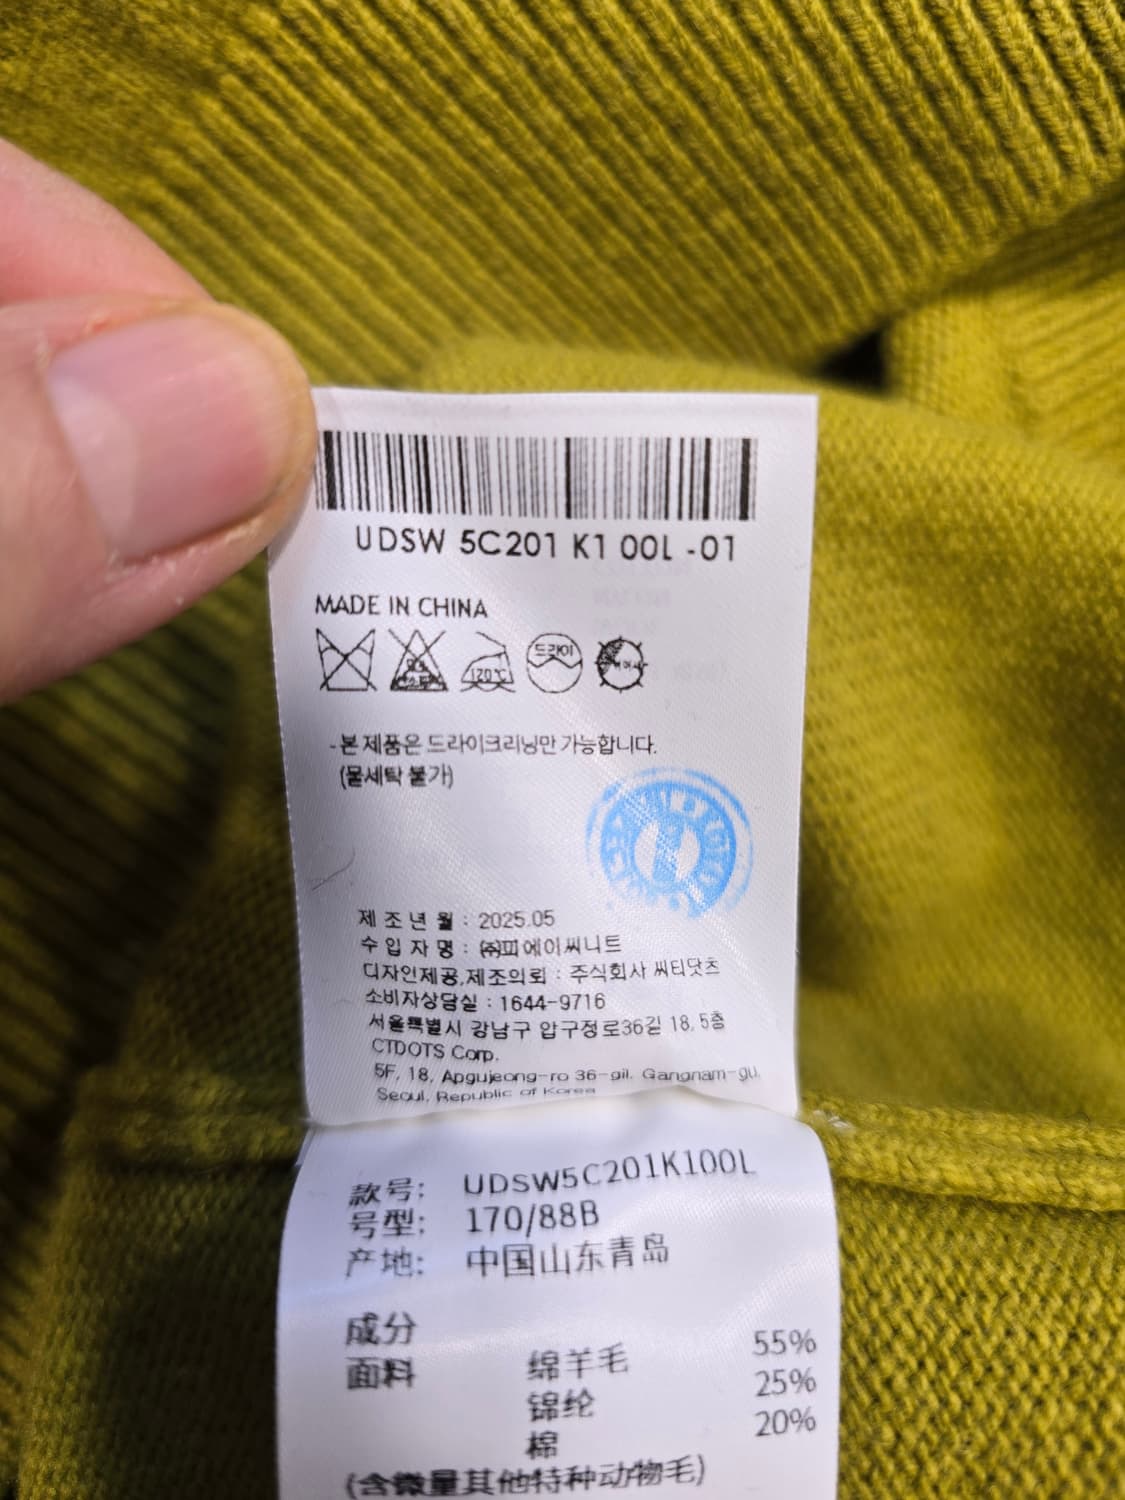 UDSW 5C201 K1 00L -01
MADE IN CHINA
120℃ 드라이
-본 제품은 드라이크리닝만 가능합니다.
(물세탁 불가)
제 조 년 월 : 2025.05
수 입 자 명 : ㈜피에이씨니트
디자인제공,제조의뢰 : 주식회사 씨티닷츠
소비자상담실 : 1644-9716
서울특별시 강남구 압구정로36길 18, 5층
CTDOTS Corp.
5F, 18, Apgujeong-ro 36-gil, Gangnam-gu,
Seoul, Republic of Korea
款号: UDSW5C201K100L
号型: 170/88B
产地: 中国山东青岛
成分
面料 绵羊毛 55%
锦纶 25%
棉 20%
(含微量其他特种动物毛)